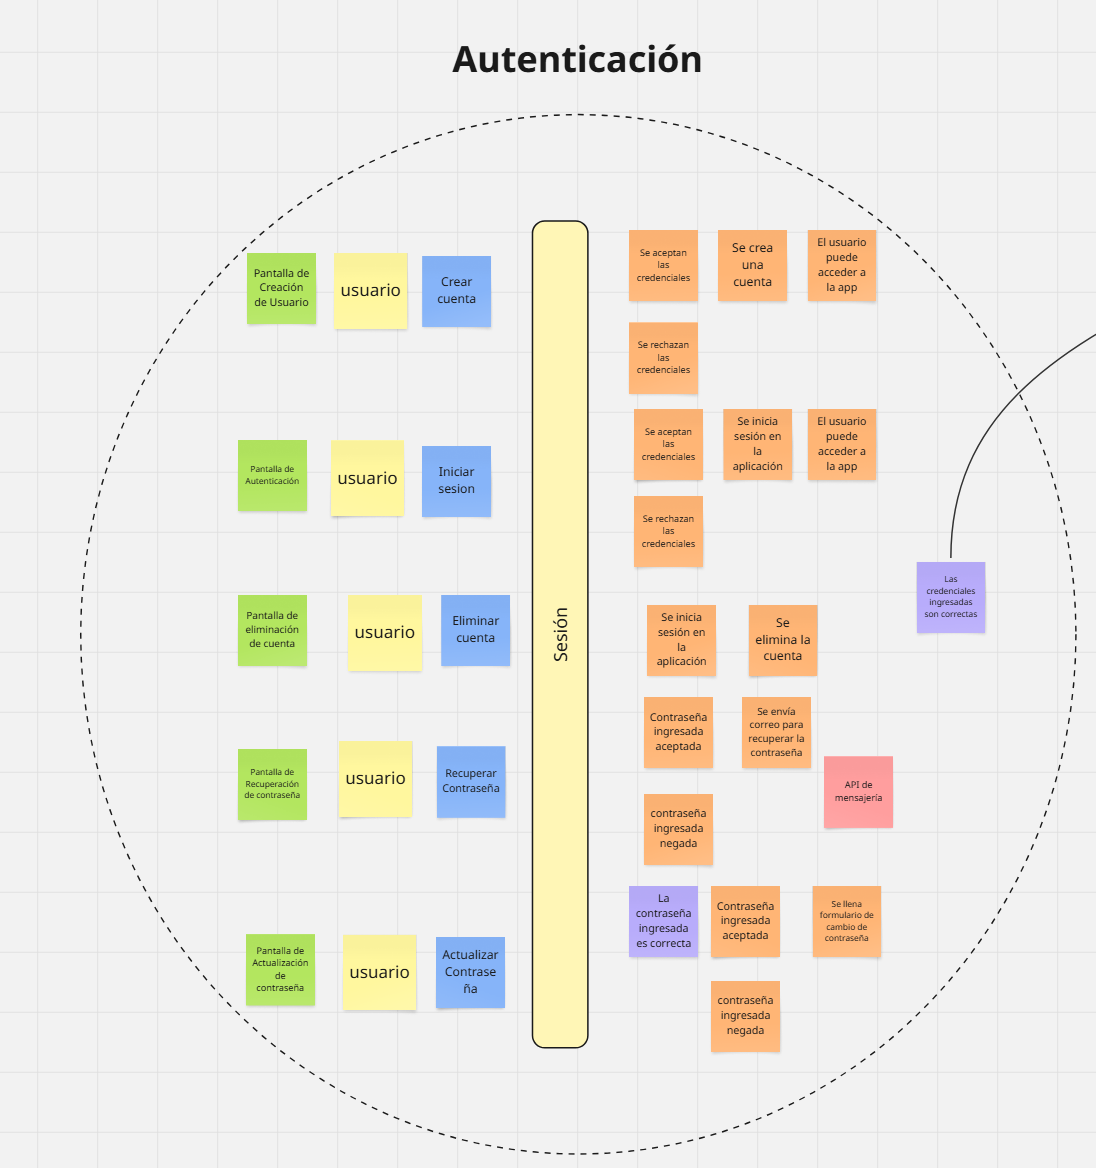 Autenticación
Pantalla de
Creación
de Usuario
usuario
Crear
cuenta
Se aceptan
las
credenciales
Se crea
una
cuenta
El usuario
puede
acceder a
la app
Se rechazan
las
credenciales
Pantalla de
Autenticación
usuario
Iniciar
sesion
Se aceptan
las
credenciales
Se inicia
sesión en
la
aplicación
El usuario
puede
acceder a
la app
Se rechazan
las
credenciales
Las
credenciales
ingresadas
son correctas
Pantalla de
eliminación
de cuenta
usuario
Eliminar
cuenta
Sesión
Se inicia
sesión en
la
aplicación
Se
elimina la
cuenta
Pantalla de
Recuperación
de contraseña
usuario
Recuperar
Contraseña
Contraseña
ingresada
aceptada
Se envía
correo para
recuperar la
contraseña
API de
mensajería
contraseña
ingresada
negada
Pantalla de
Actualización
de
contraseña
usuario
Actualizar
Contrase
ña
La
contraseña
ingresada
es correcta
Contraseña
ingresada
aceptada
Se llena
formulario de
cambio de
contraseña
contraseña
ingresada
negada